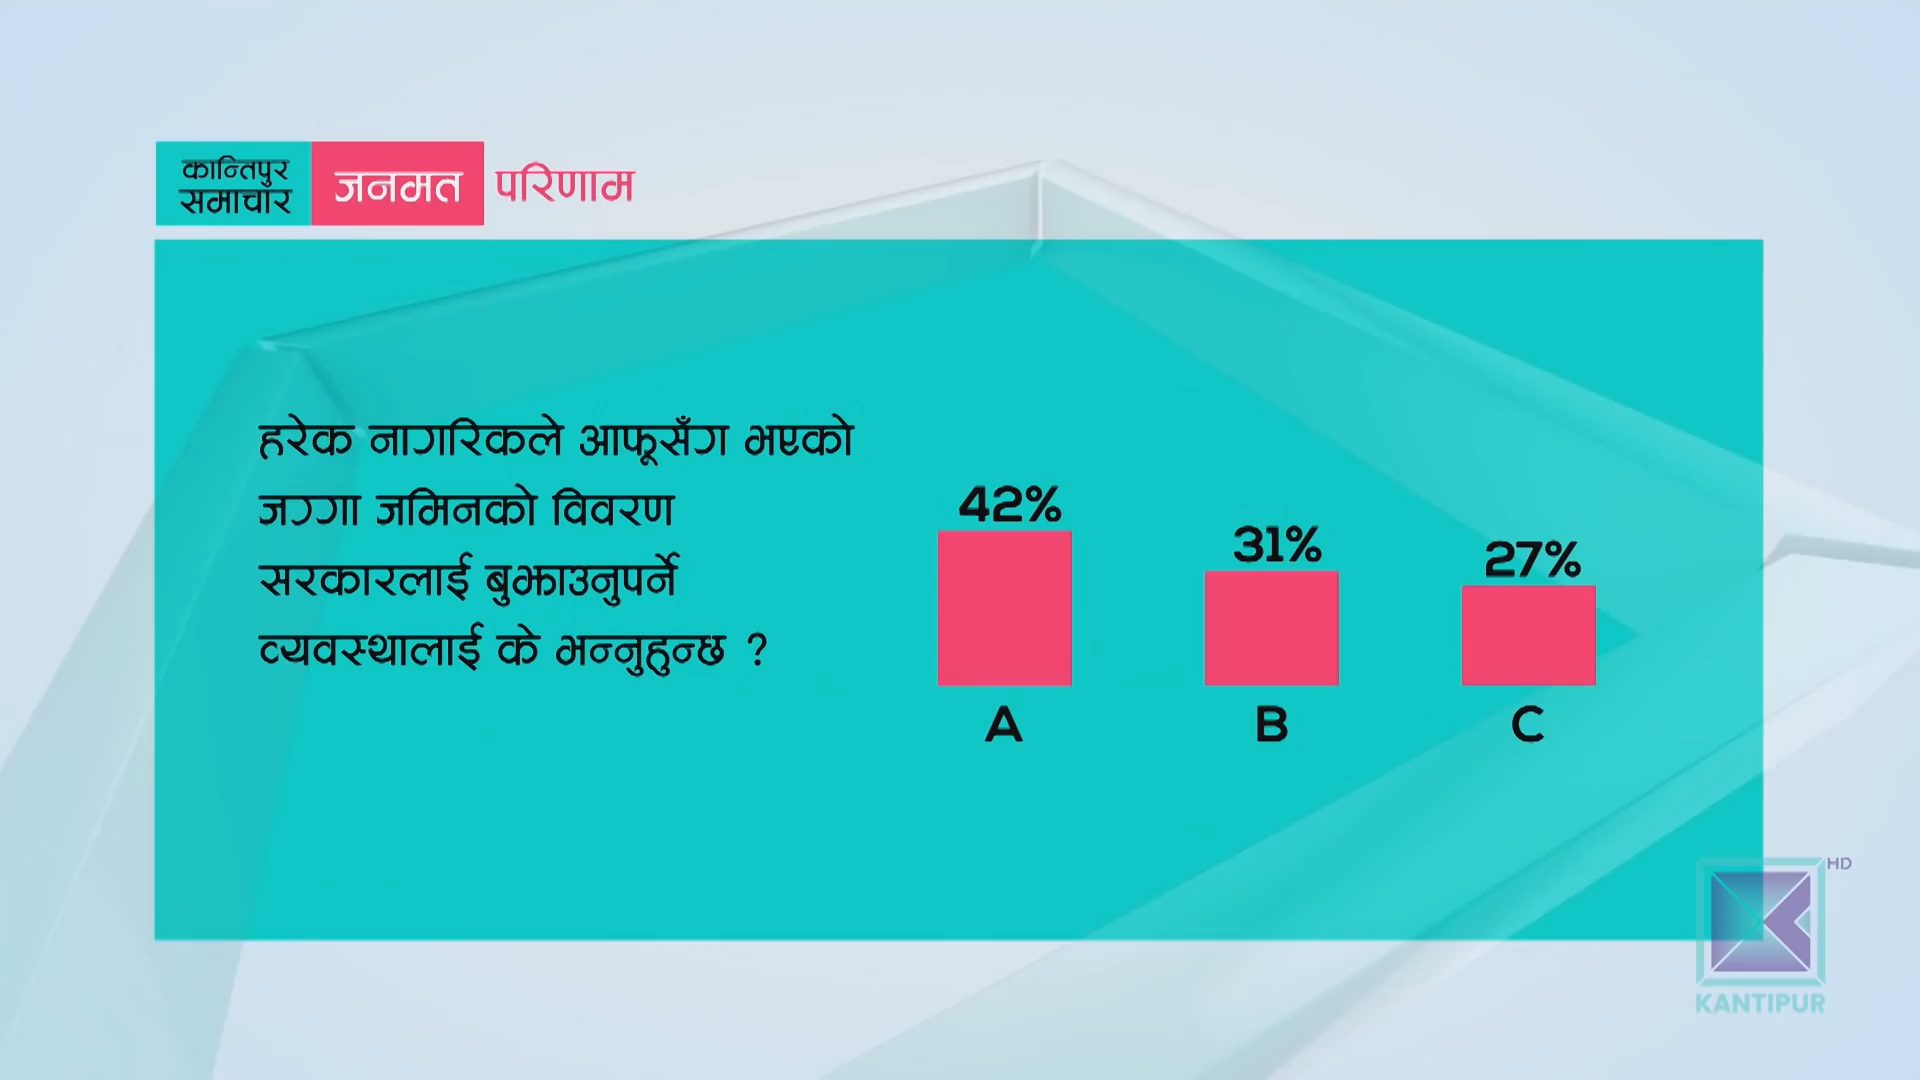 कान्तिपुर
समाचार
जनमत परिणाम
हरेक नागरिकले आफूसँग भएको
जग्गा जमिनको विवरण
सरकारलाई बुझाउनुपर्ने
व्यवस्थालाई के भन्नुहुन्छ ?
42% 31% 27%
A B C
HD
KANTIPUR